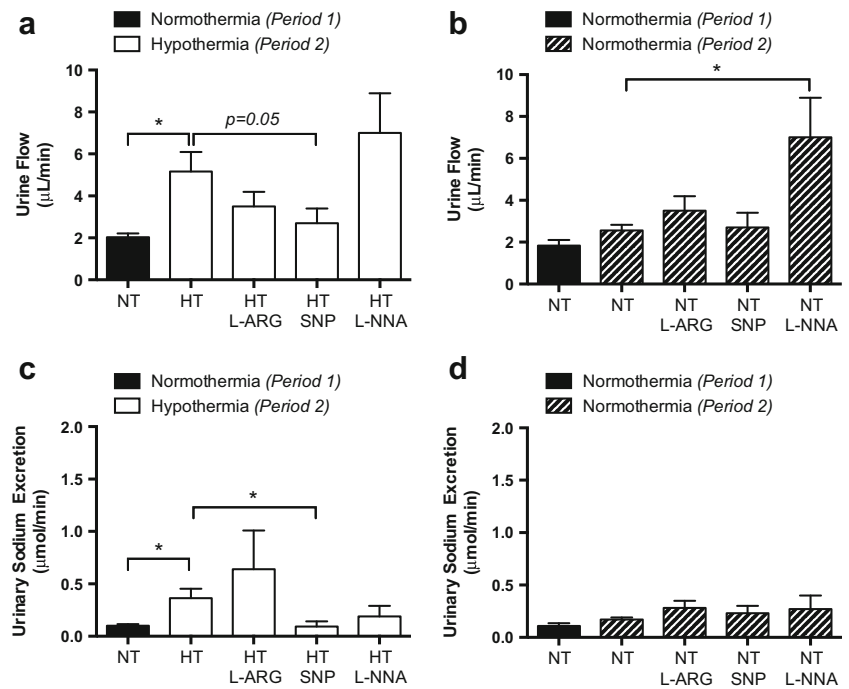 a
Normothermia (Period 1)
Hypothermia (Period 2)
Urine Flow
(µL/min)
10
8
6
4
2
0
*
p=0.05
NT HT HT HT HT
L-ARG SNP L-NNA
b
Normothermia (Period 1)
Normothermia (Period 2)
Urine Flow
(µL/min)
10
8
6
4
2
0
*
NT NT NT NT NT
L-ARG SNP L-NNA
c
Normothermia (Period 1)
Hypothermia (Period 2)
Urinary Sodium Excretion
(µmol/min)
2.0
1.5
1.0
0.5
0.0
*
*
NT HT HT HT HT
L-ARG SNP L-NNA
d
Normothermia (Period 1)
Normothermia (Period 2)
Urinary Sodium Excretion
(µmol/min)
2.0
1.5
1.0
0.5
0.0
NT NT NT NT NT
L-ARG SNP L-NNA